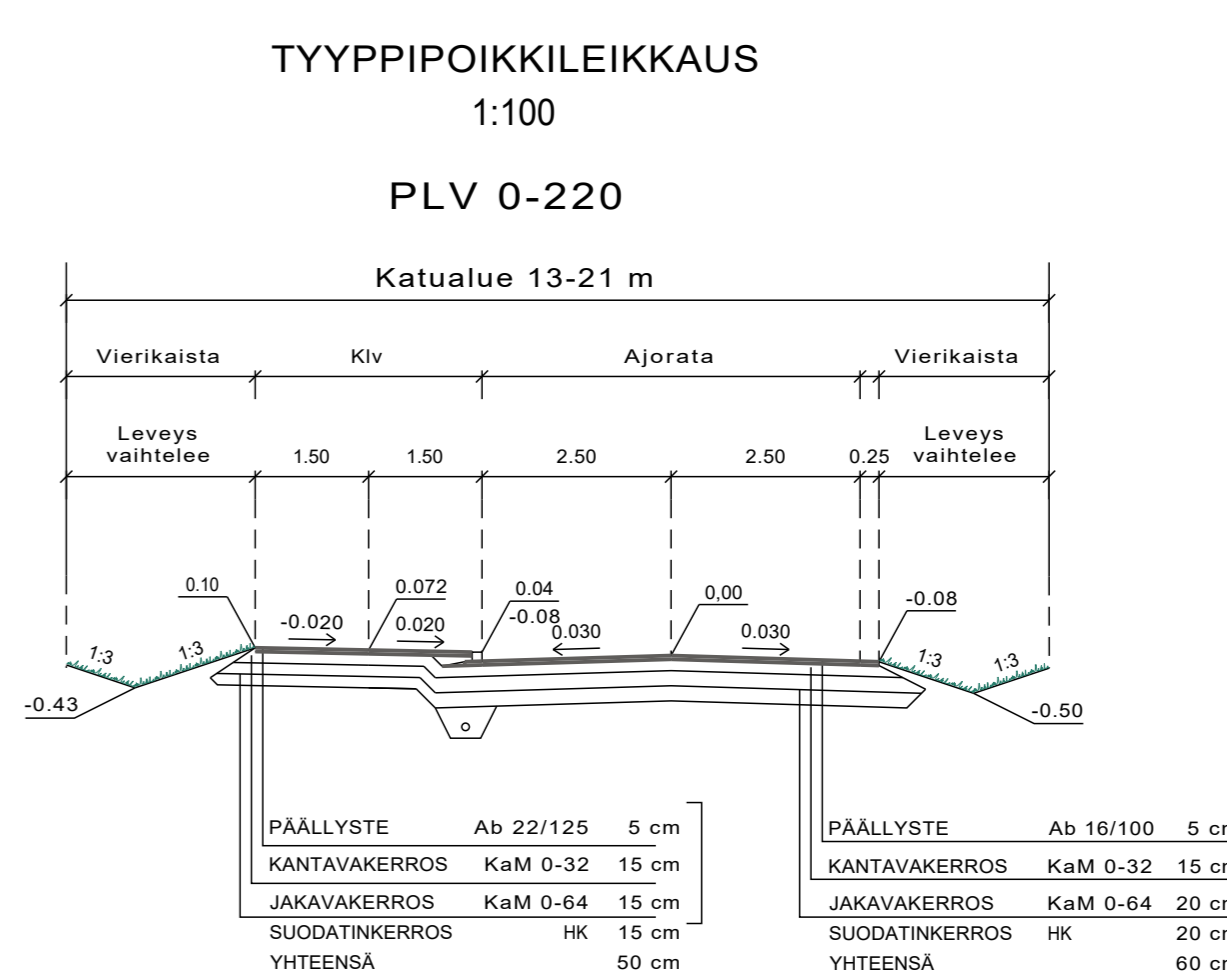 TYYPPIPOIKKILEIKKAUS
1:100
PLV 0-220
Katualue 13-21 m
Vierikaista Klv Ajorata Vierikaista
Leveys vaihtelee 1.50 1.50 2.50 2.50 0.25 Leveys vaihtelee
0.10 0.072 0.04 0,00 -0.08
-0.020 0.020 -0.08 0.030 0.030
1:3 1:3 1:3 1:3
-0.43 -0.50
PÄÄLLYSTE Ab 22/125 5 cm
KANTAVAKERROS KaM 0-32 15 cm
JAKAVAKERROS KaM 0-64 15 cm
SUODATINKERROS HK 15 cm
YHTEENSÄ 50 cm
PÄÄLLYSTE Ab 16/100 5 cm
KANTAVAKERROS KaM 0-32 15 cm
JAKAVAKERROS KaM 0-64 20 cm
SUODATINKERROS HK 20 cm
YHTEENSÄ 60 cm